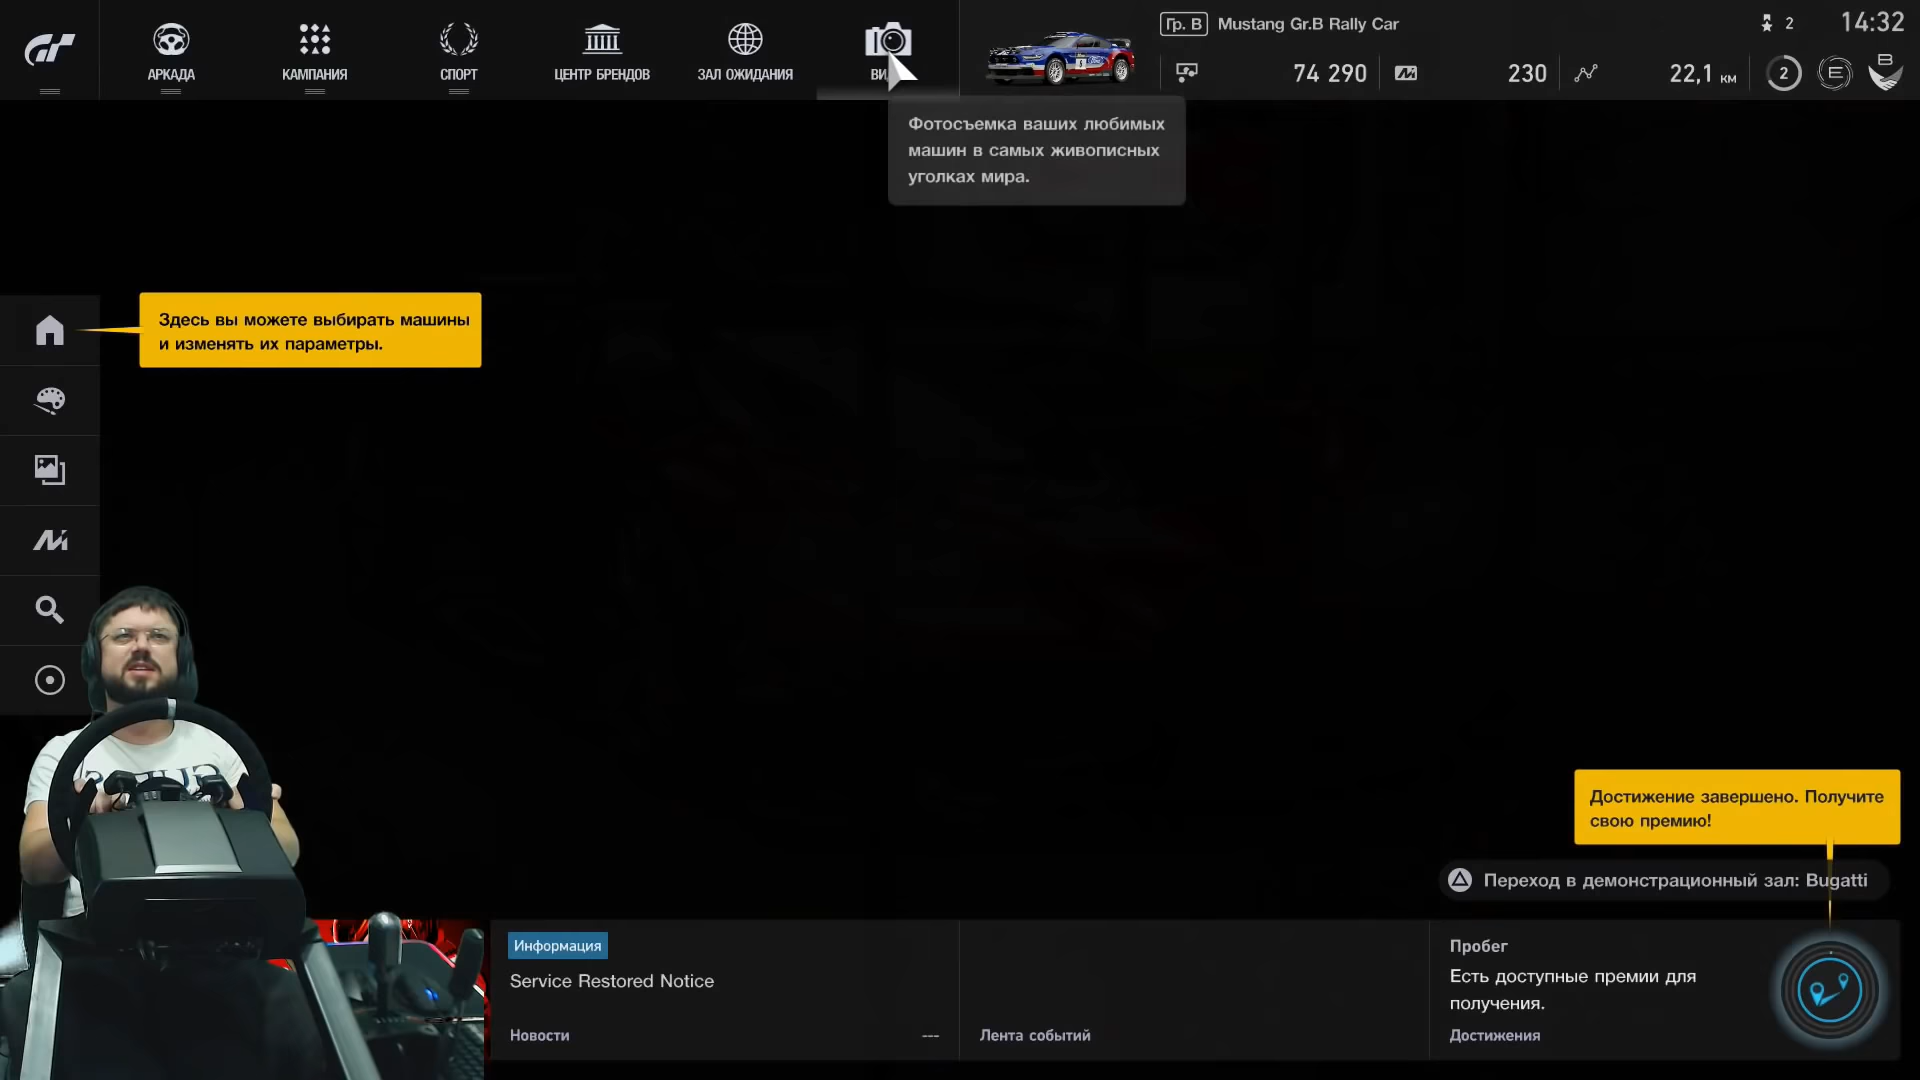 АРКАДА
КАМПАНИЯ
СПОРТ
ЦЕНТР БРЕНДОВ
ЗАЛ ОЖИДАНИЯ
Гр. B Mustang Gr.B Rally Car
2
14:32
74 290
230
22,1 км
2
E
B
Фотосъемка ваших любимых
машин в самых живописных
уголках мира.
Здесь вы можете выбирать машины
и изменять их параметры.
Достижение завершено. Получите
свою премию!
Переход в демонстрационный зал: Bugatti
Информация
Service Restored Notice
Новости ---
Лента событий
Пробег
Есть доступные премии для
получения.
Достижения